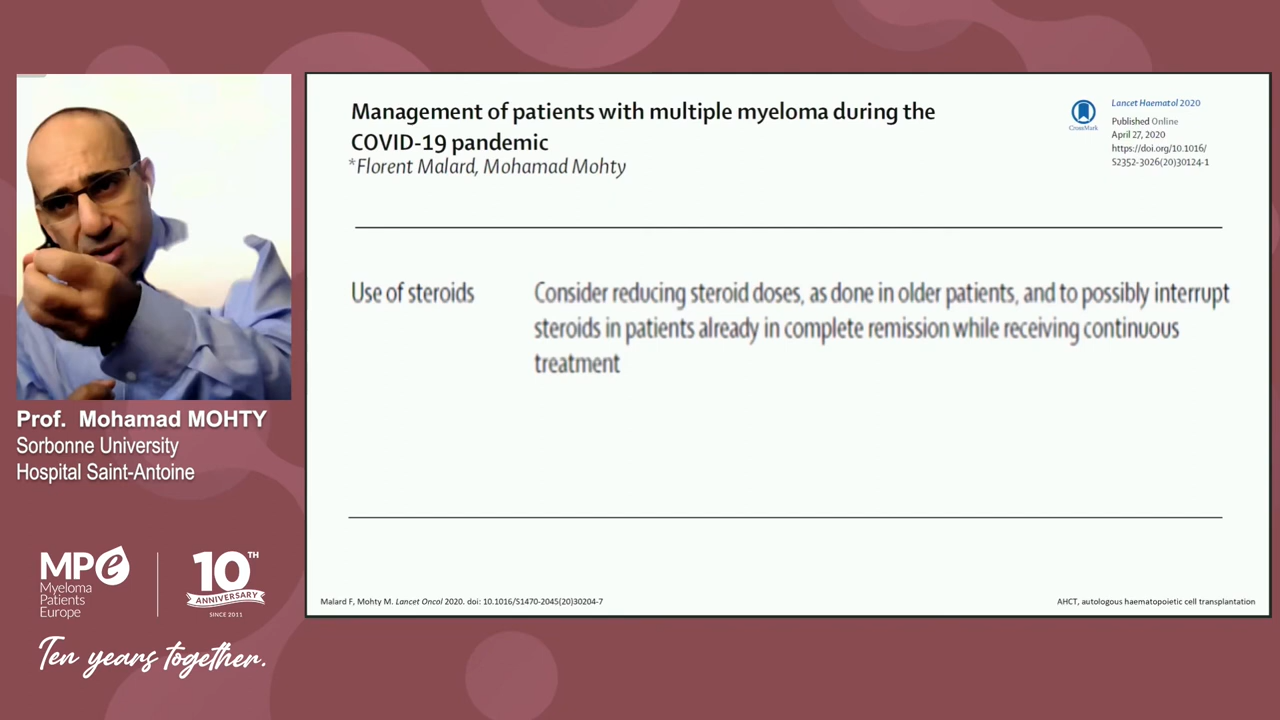 Management of patients with multiple myeloma during the
COVID-19 pandemic
*Florent Malard, Mohamad Mohty
CrossMark
Lancet Haematol 2020
Published Online
April 27, 2020
https://doi.org/10.1016/
S2352-3026(20)30124-1
Use of steroids
Consider reducing steroid doses, as done in older patients, and to possibly interrupt
steroids in patients already in complete remission while receiving continuous
treatment
Malard F, Mohty M. Lancet Oncol 2020. doi: 10.1016/S1470-2045(20)30204-7
AHCT, autologous haematopoietic cell transplantation
Prof. Mohamad MOHTY
Sorbonne University
Hospital Saint-Antoine
MPe
Myeloma
Patients
Europe
10TH
ANNIVERSARY
SINCE 2011
Ten years together.